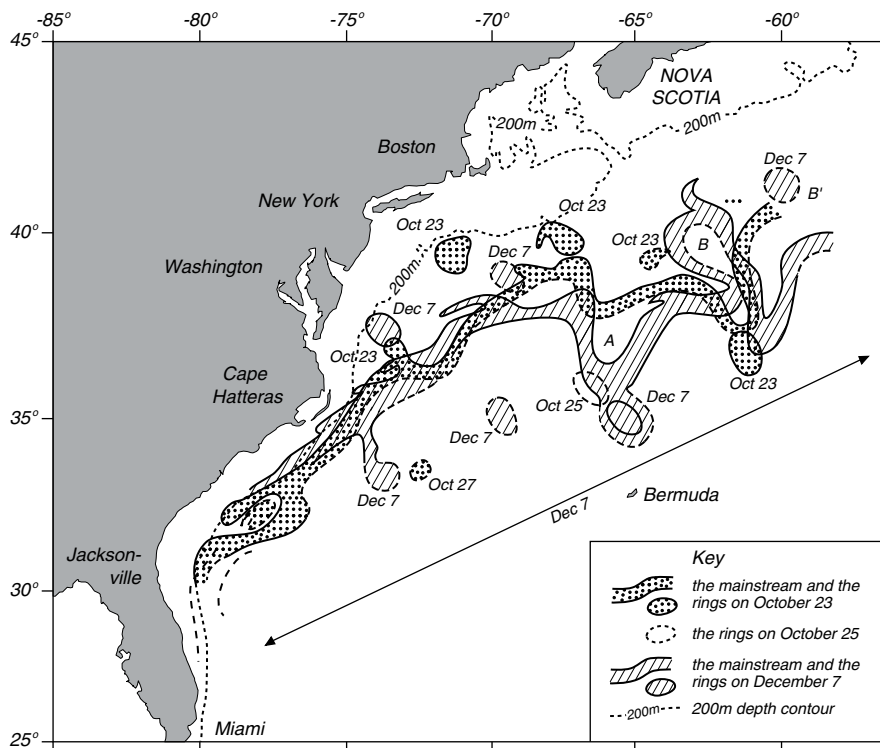 -85° -80° -75° -70° -65° -60°
45°
NOVA
SCOTIA
200m
200m
Boston
Dec 7
B'
New York
Oct 23
Oct 23
40°
Oct 23
B
Dec 7
Washington
200m
Dec 7
A
Oct 23
Cape
Hatteras
Oct 23
Oct 25
Dec 7
35°
Dec 7
Dec 7
Oct 27
Bermuda
Dec 7
Jackson-
ville
30°
Key
the mainstream and the
rings on October 23
the rings on October 25
the mainstream and the
rings on December 7
200m
200m depth contour
Miami
25°